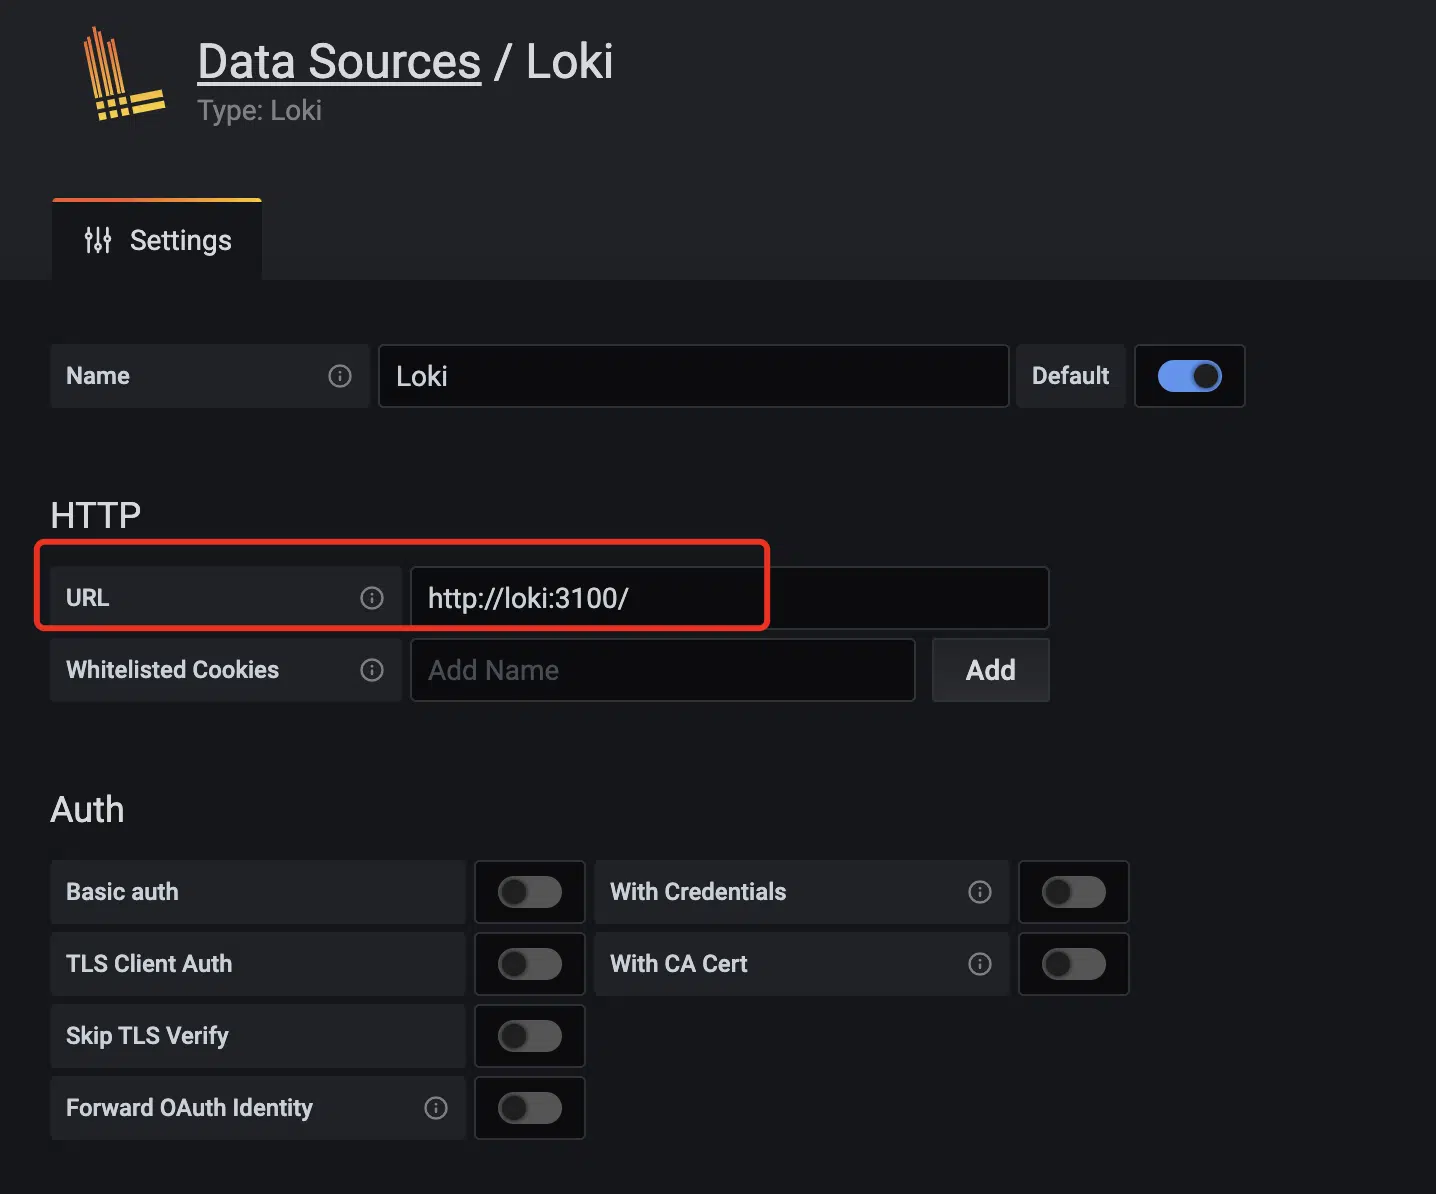 Data Sources / Loki
Type: Loki
Settings
Name Loki Default
HTTP
URL http://loki:3100/
Whitelisted Cookies Add Name Add
Auth
Basic auth With Credentials
TLS Client Auth With CA Cert
Skip TLS Verify
Forward OAuth Identity